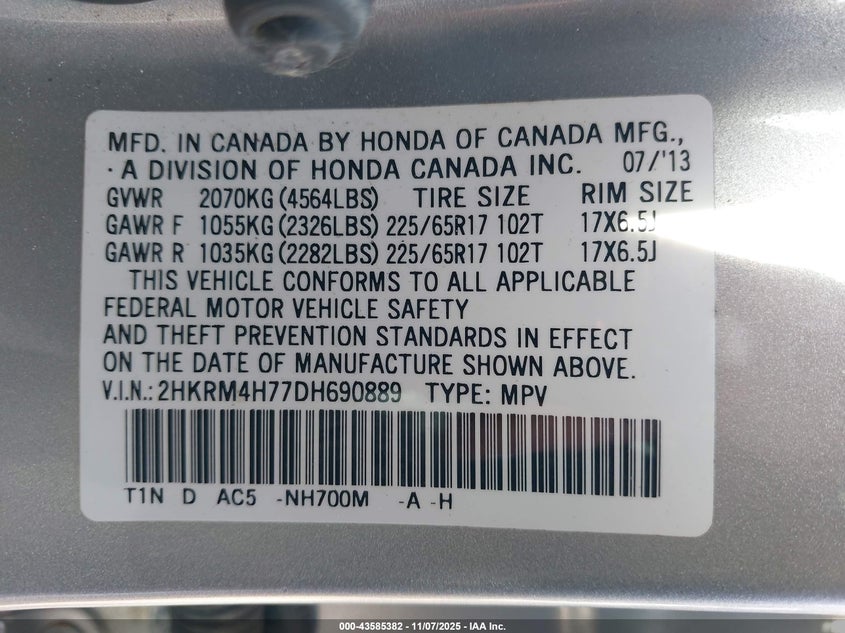 MFD. IN CANADA BY HONDA OF CANADA MFG.,
· A DIVISION OF HONDA CANADA INC. 07/'13
GVWR 2070KG (4564LBS) TIRE SIZE RIM SIZE
GAWR F 1055KG (2326LBS) 225/65R17 102T 17X6.5J
GAWR R 1035KG (2282LBS) 225/65R17 102T 17X6.5J
THIS VEHICLE CONFORMS TO ALL APPLICABLE
FEDERAL MOTOR VEHICLE SAFETY
AND THEFT PREVENTION STANDARDS IN EFFECT
ON THE DATE OF MANUFACTURE SHOWN ABOVE.
V.I.N.: 2HKRM4H77DH690889 TYPE: MPV
T1N D AC5 -NH700M -A -H
000-43585382 | 11/07/2025 - IAA Inc.